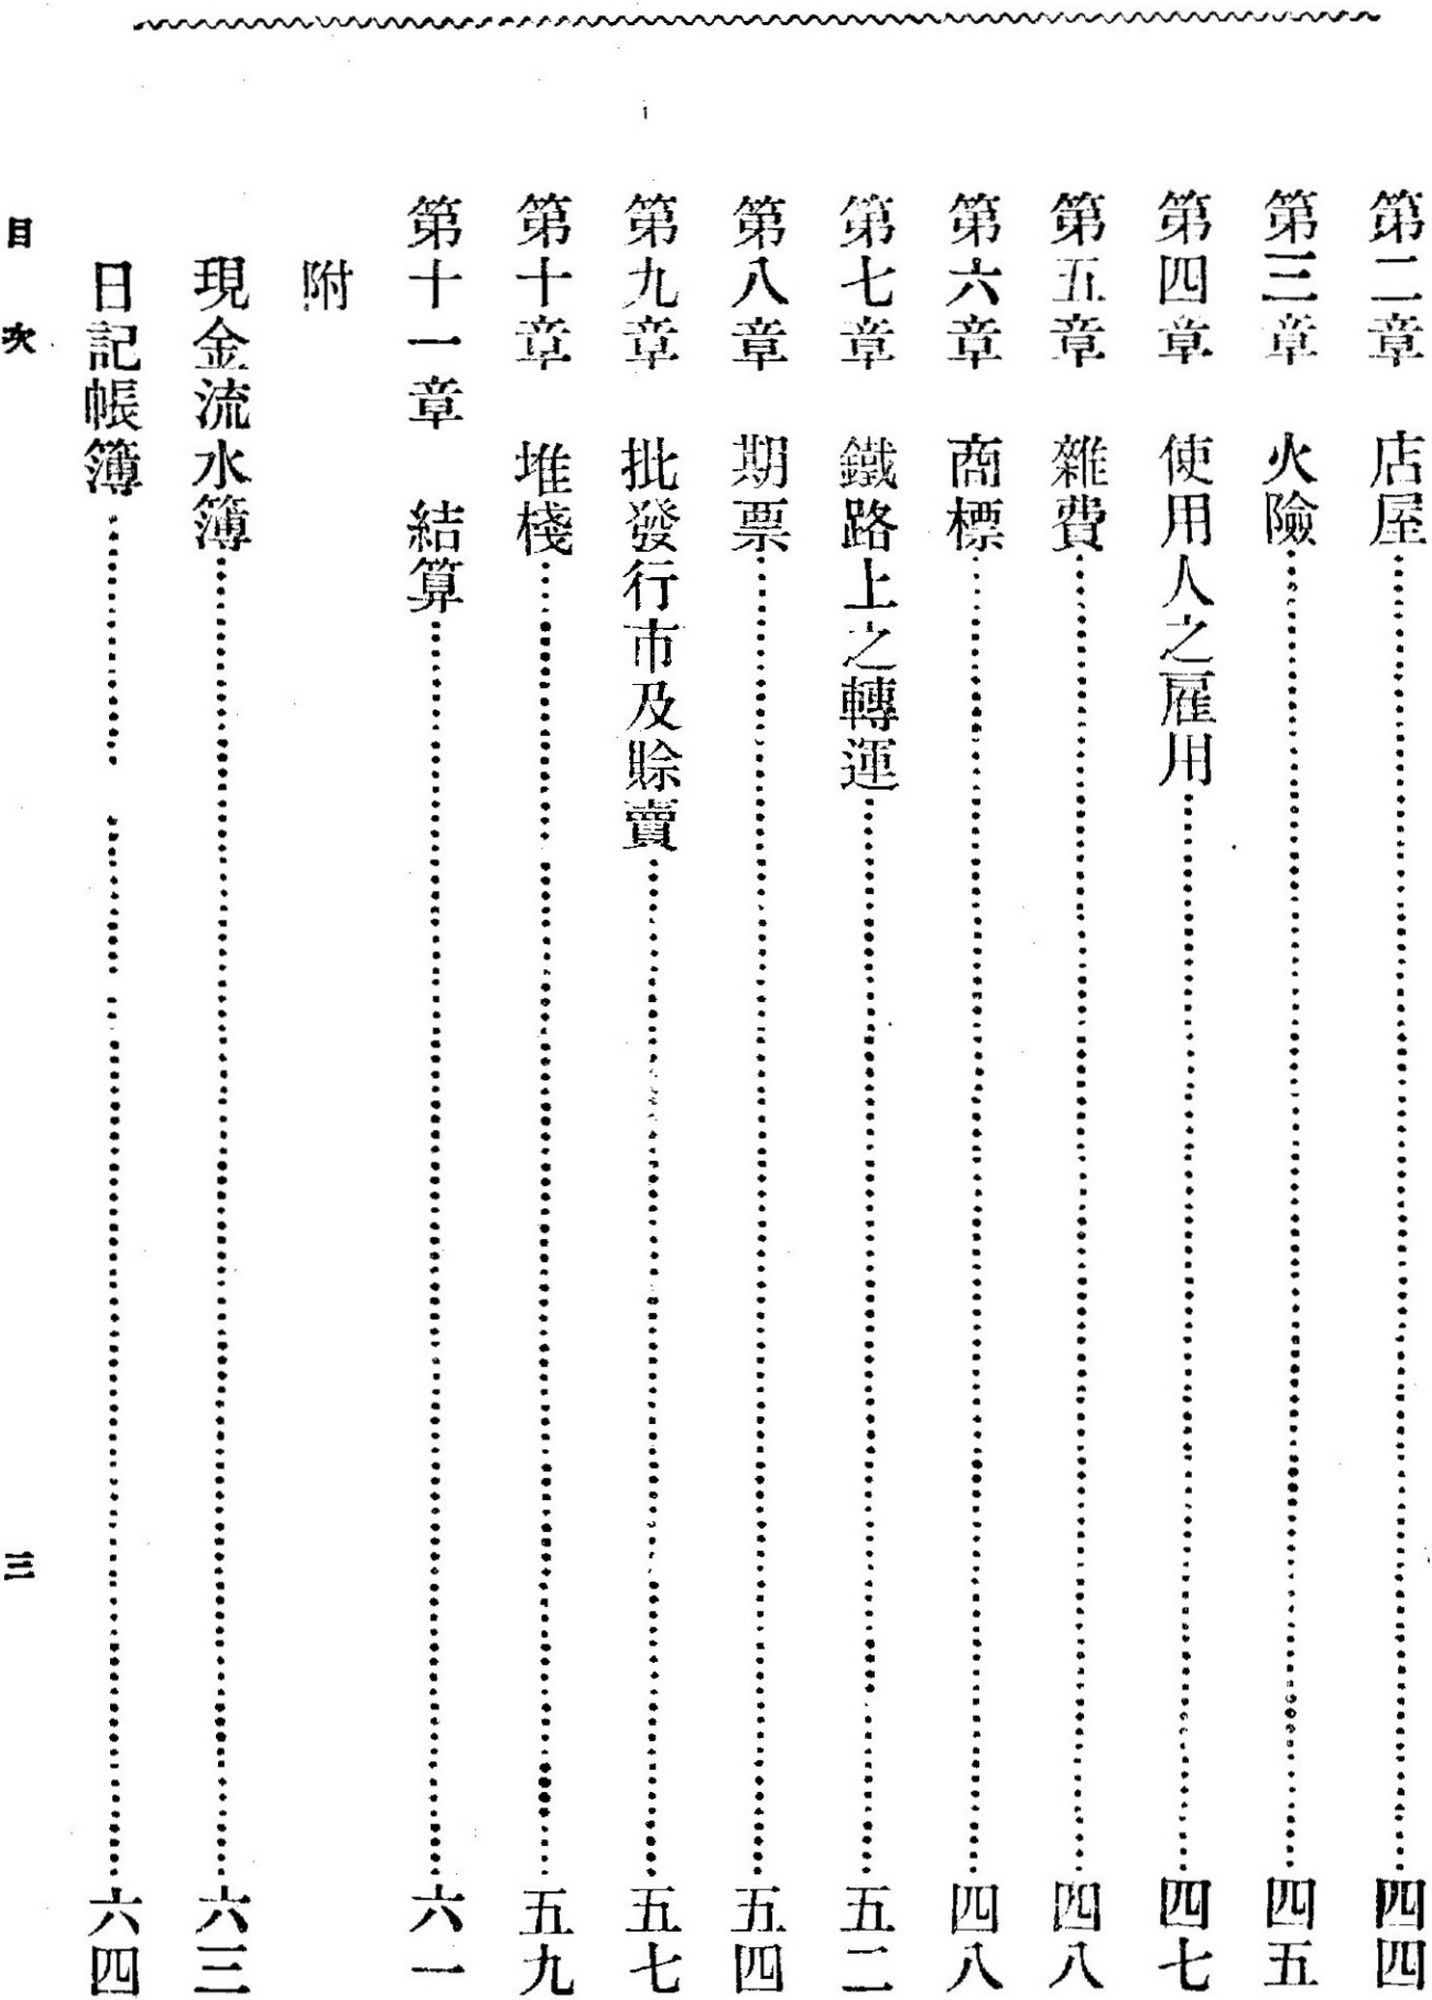 第二章　店屋……四四
第三章　火險……四五
第四章　使用人之雇用……四七
第五章　雜費……四八
第六章　商標……四八
第七章　鐵路上之轉運……五二
第八章　期票……五四
第九章　批發行市及賒賣……五七
第十章　堆棧……五九
第十一章　結算……六一
附
現金流水簿……六三
日記帳簿……六四
目次　三